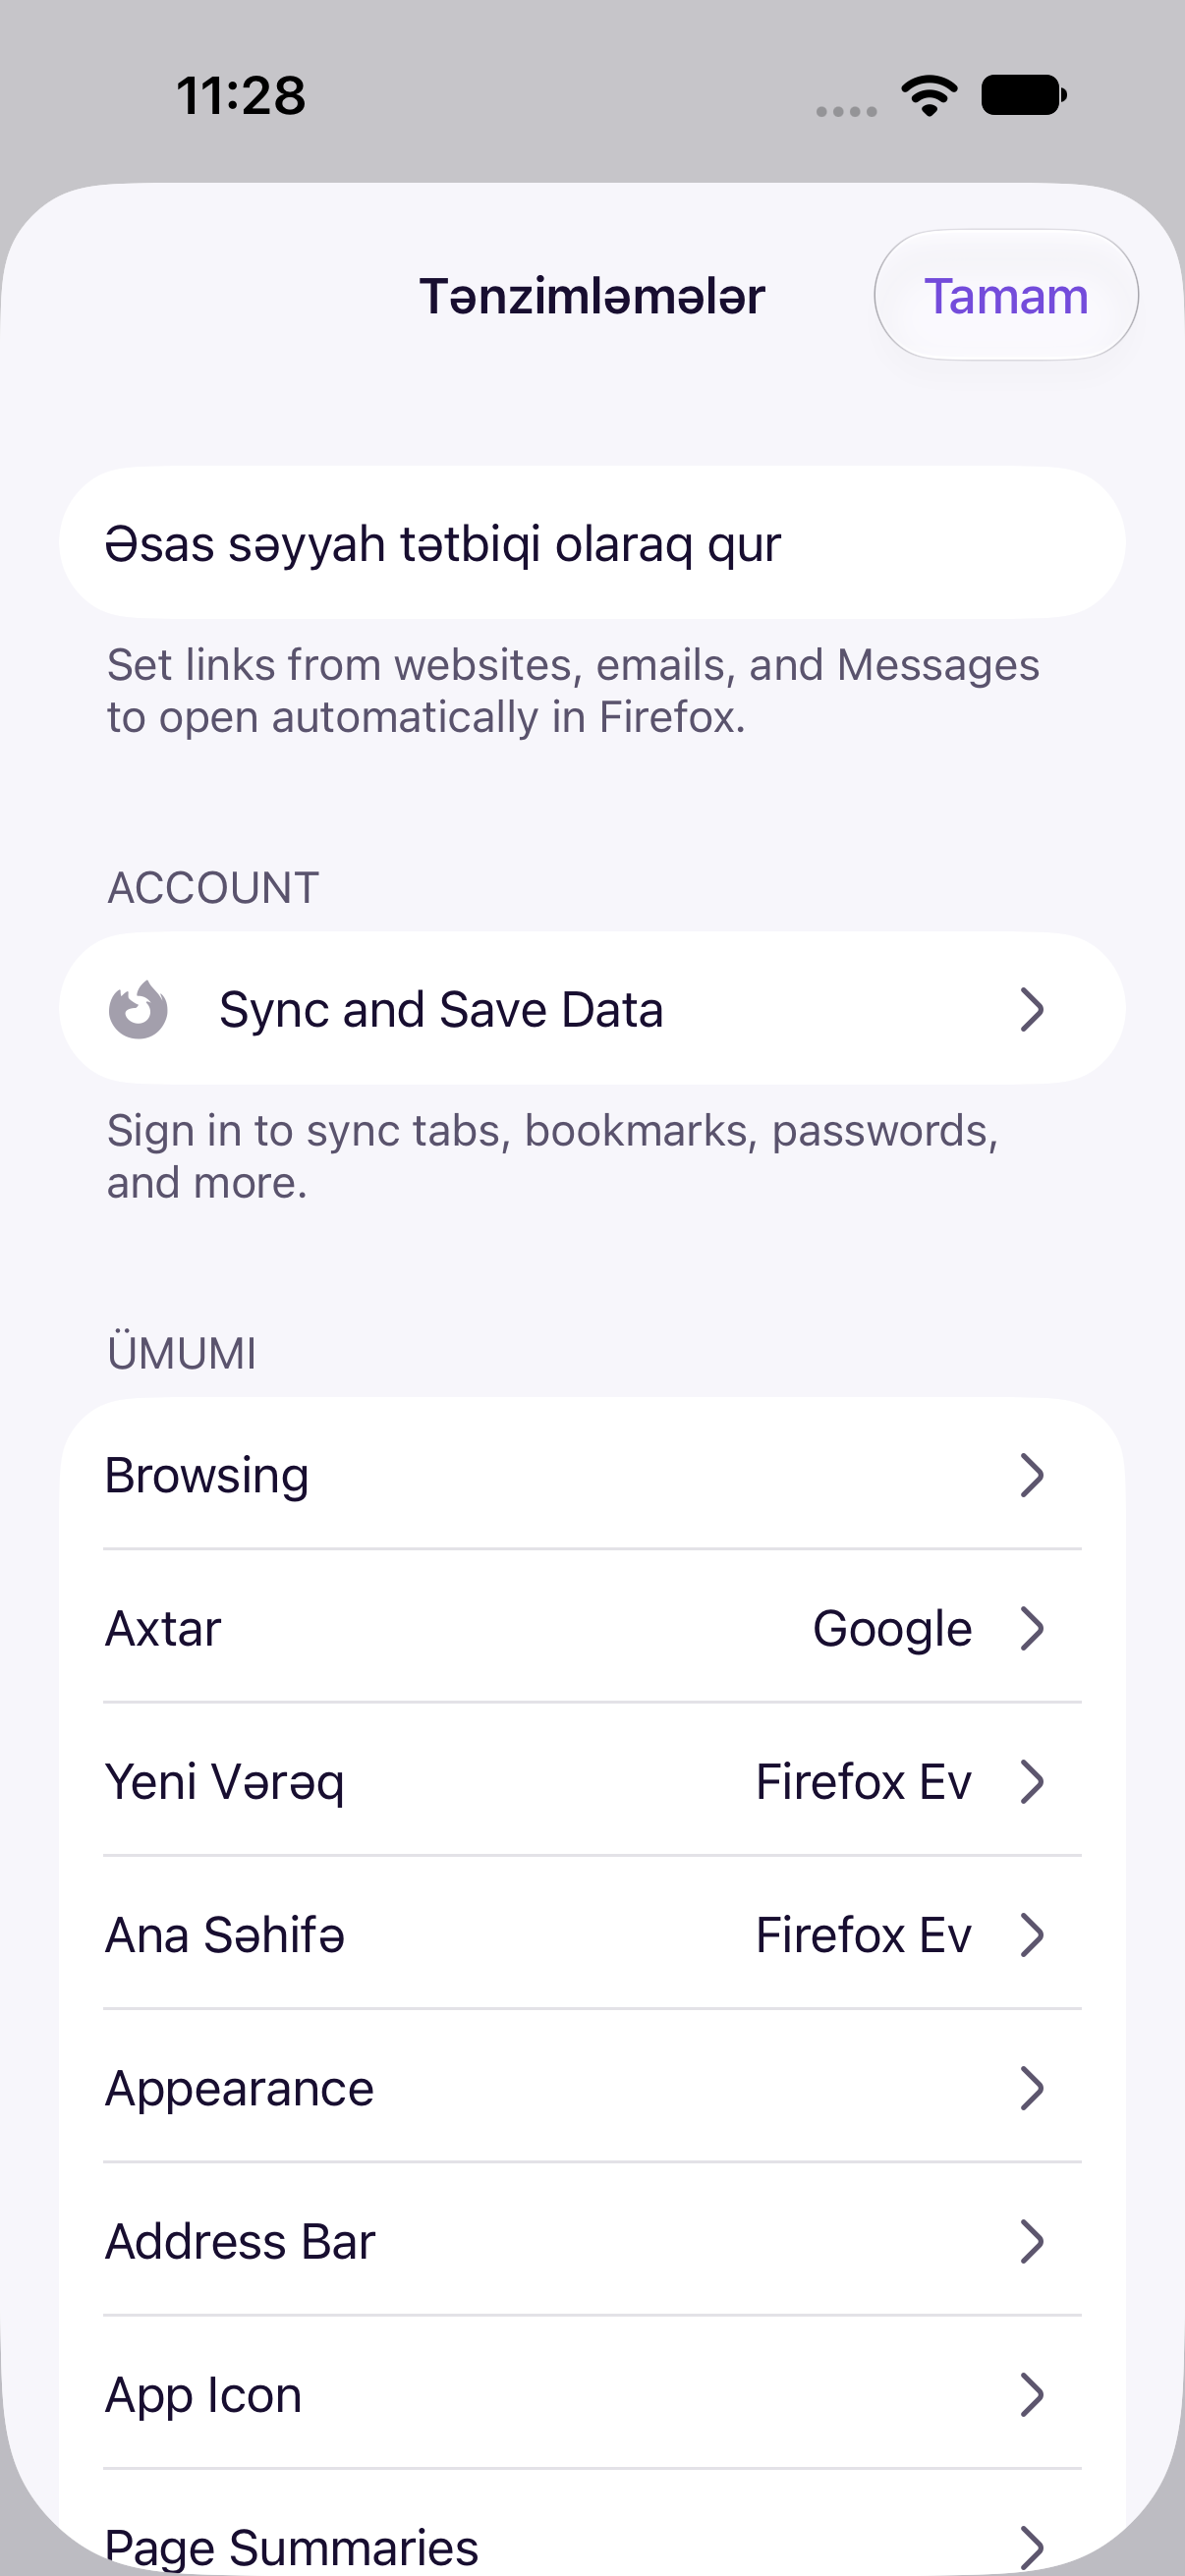 11:28
Tənzimləmələr
Tamam
Əsas səyyah tətbiqi olaraq qur
Set links from websites, emails, and Messages
to open automatically in Firefox.
ACCOUNT
Sync and Save Data
Sign in to sync tabs, bookmarks, passwords,
and more.
ÜMUMI
Browsing
Axtar Google
Yeni Vərəq Firefox Ev
Ana Səhifə Firefox Ev
Appearance
Address Bar
App Icon
Page Summaries